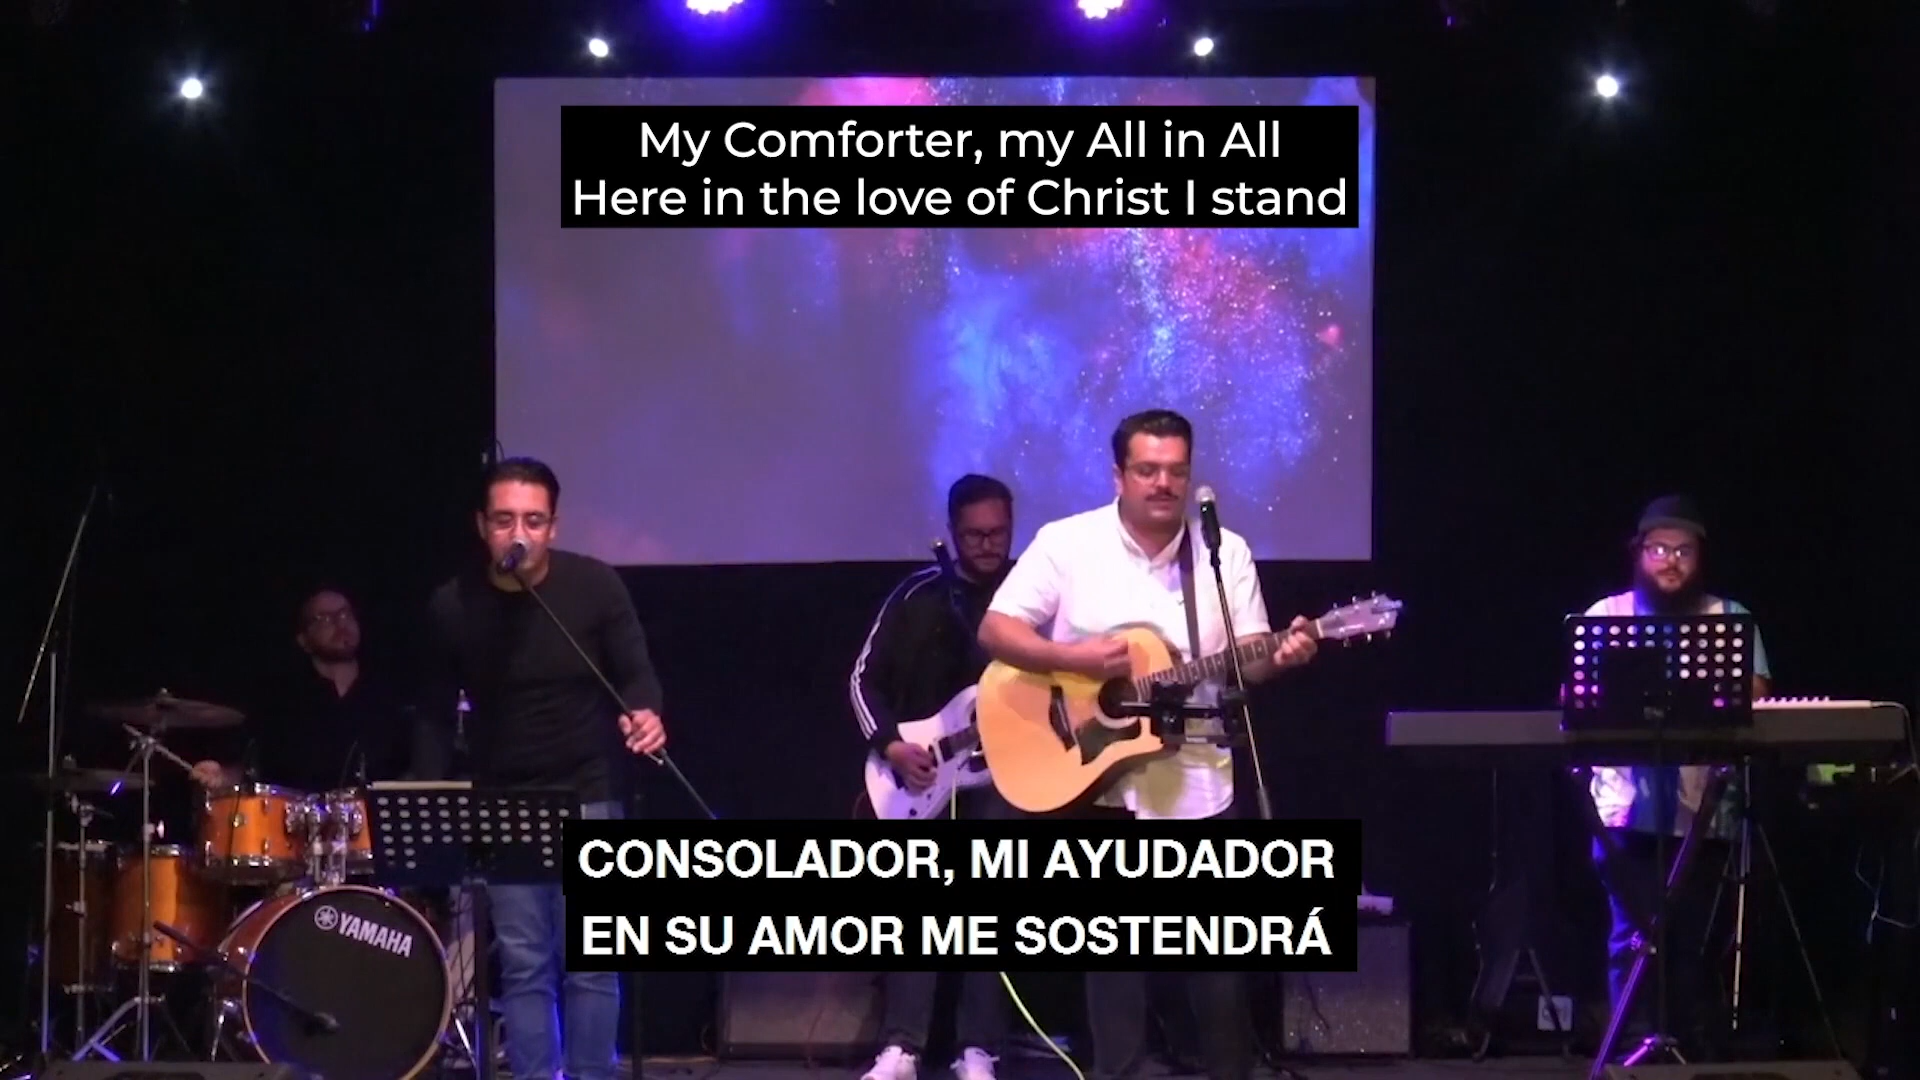 My Comforter, my All in All
Here in the love of Christ I stand
YAMAHA
CONSOLADOR, MI AYUDADOR
EN SU AMOR ME SOSTENDRÁ